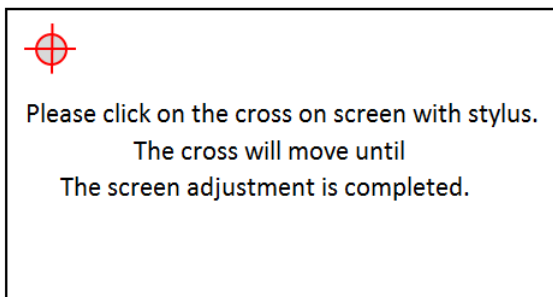 Please click on the cross on screen with stylus.
The cross will move until
The screen adjustment is completed.